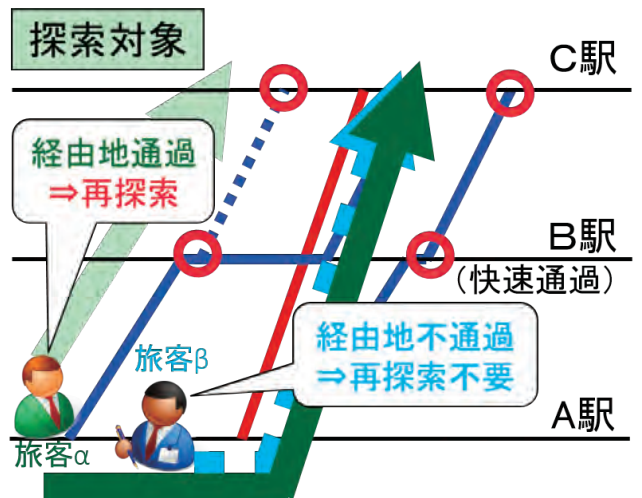 探索対象
C駅
経由地通過
⇒再探索
B駅
(快速通過)
旅客β
経由地不通過
⇒再探索不要
A駅
旅客α